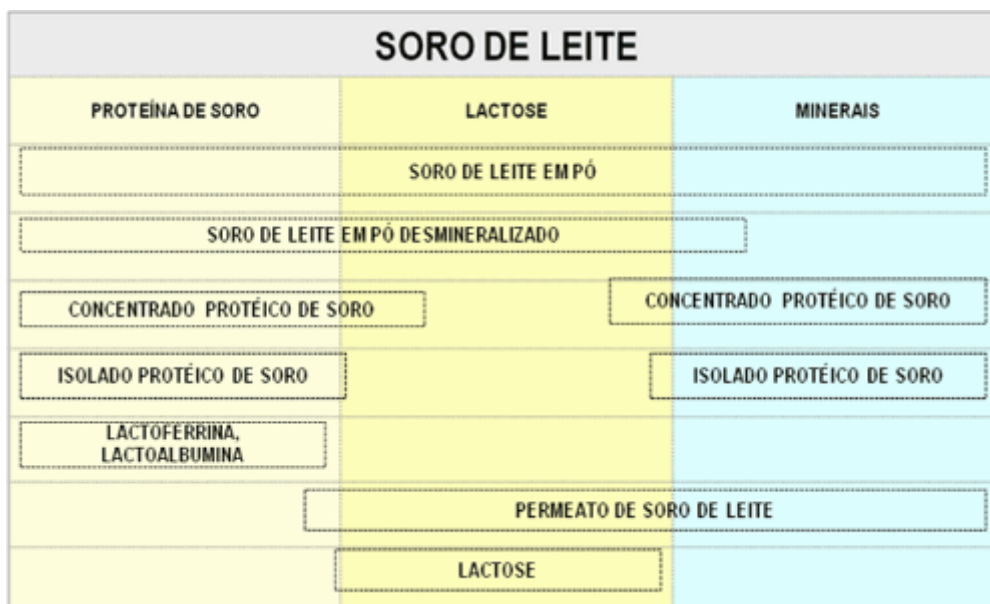 SORO DE LEITE
PROTEÍNA DE SORO
LACTOSE
MINERAIS
SORO DE LEITE EM PÓ
SORO DE LEITE EM PÓ DESMINERALIZADO
CONCENTRADO PROTÉICO DE SORO
CONCENTRADO PROTÉICO DE SORO
ISOLADO PROTÉICO DE SORO
ISOLADO PROTÉICO DE SORO
LACTOFERRINA,
LACTOALBUMINA
PERMEATO DE SORO DE LEITE
LACTOSE